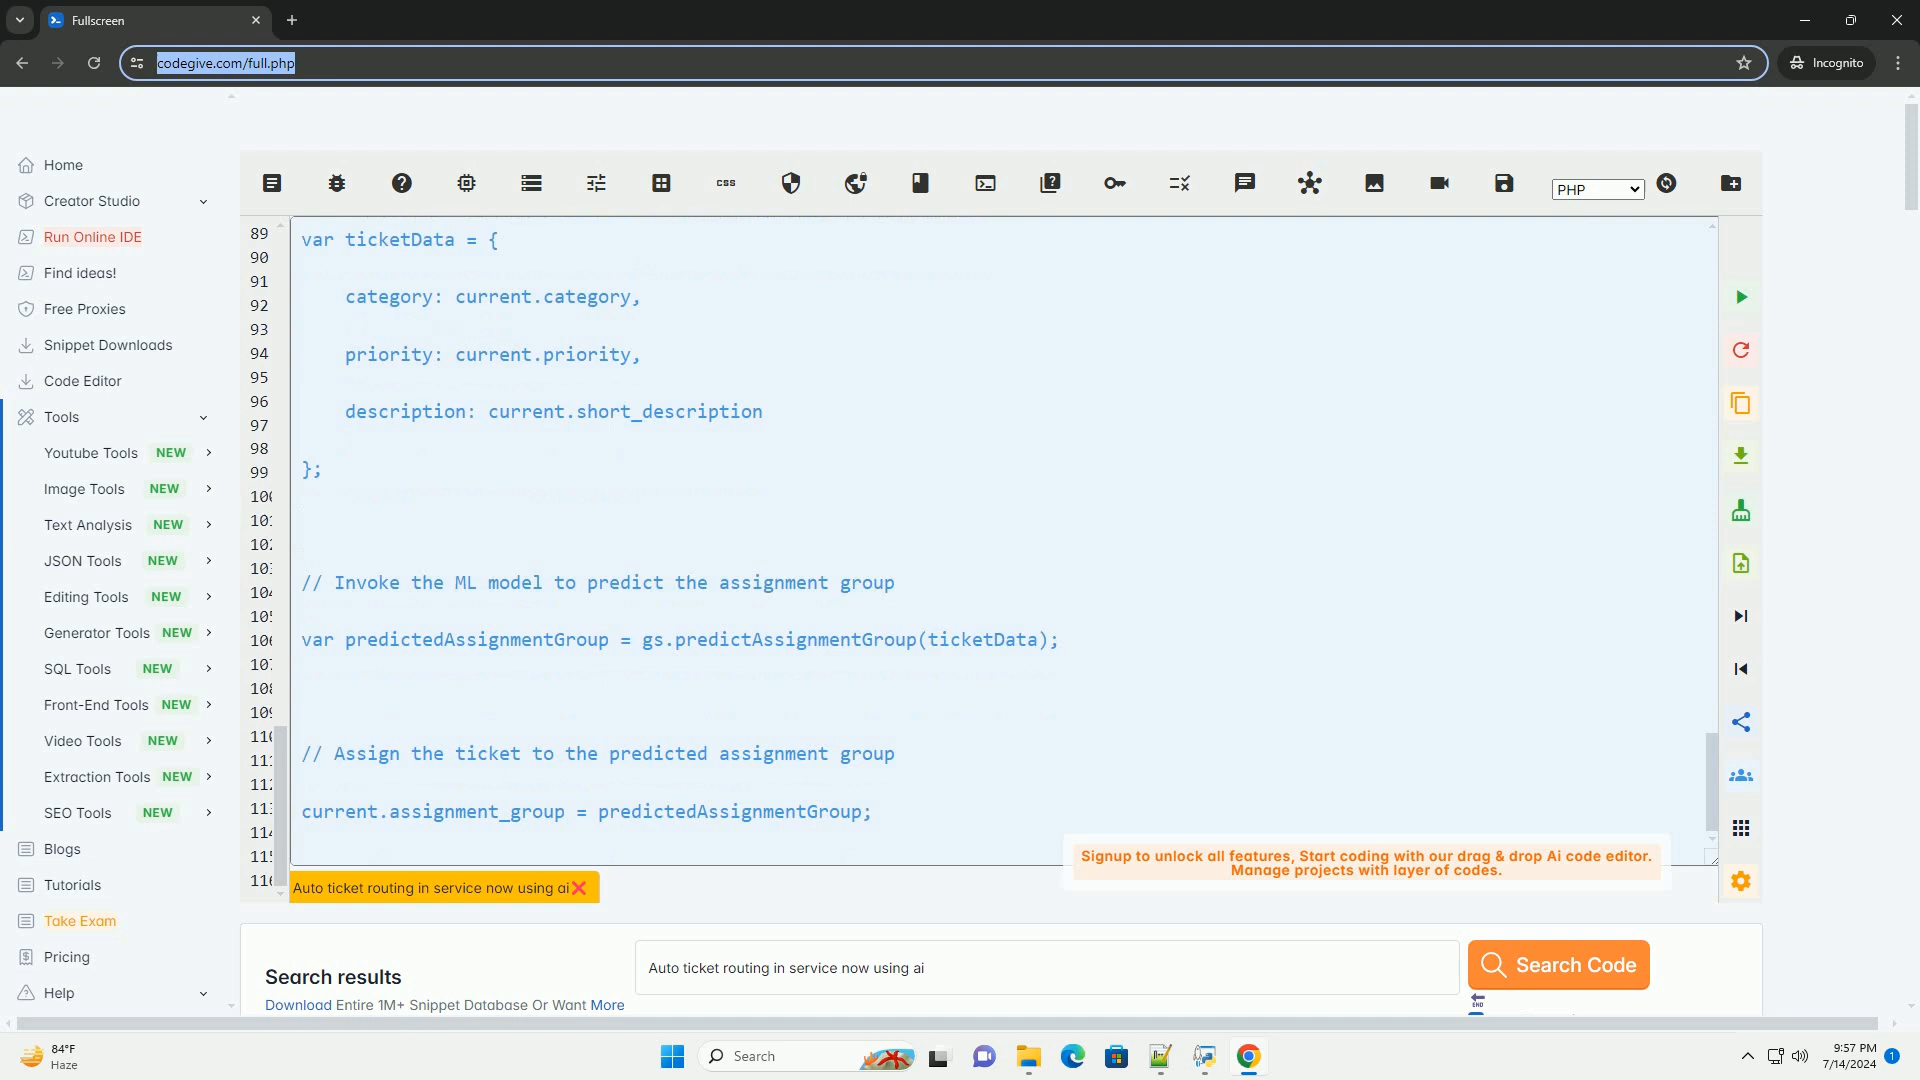 Fullscreen
codegive.com/full.php
Incognito
Home
Creator Studio
Run Online IDE
Find ideas!
Free Proxies
Snippet Downloads
Code Editor
Tools
Youtube Tools NEW
Image Tools NEW
Text Analysis NEW
JSON Tools NEW
Editing Tools NEW
Generator Tools NEW
SQL Tools NEW
Front-End Tools NEW
Video Tools NEW
Extraction Tools NEW
SEO Tools NEW
Blogs
Tutorials
Take Exam
Pricing
Help
css
PHP
89
90
91
92
93
94
95
96
97
98
99
var ticketData = {
category: current.category,
priority: current.priority,
description: current.short_description
};
// Invoke the ML model to predict the assignment group
var predictedAssignmentGroup = gs.predictAssignmentGroup(ticketData);
// Assign the ticket to the predicted assignment group
current.assignment_group = predictedAssignmentGroup;
Signup to unlock all features, Start coding with our drag & drop Ai code editor.
Manage projects with layer of codes.
Auto ticket routing in service now using ai
Search results
Download Entire 1M+ Snippet Database Or Want More
Auto ticket routing in service now using ai
Search Code
END
84°F
Haze
Search
9:57 PM
7/14/2024
1